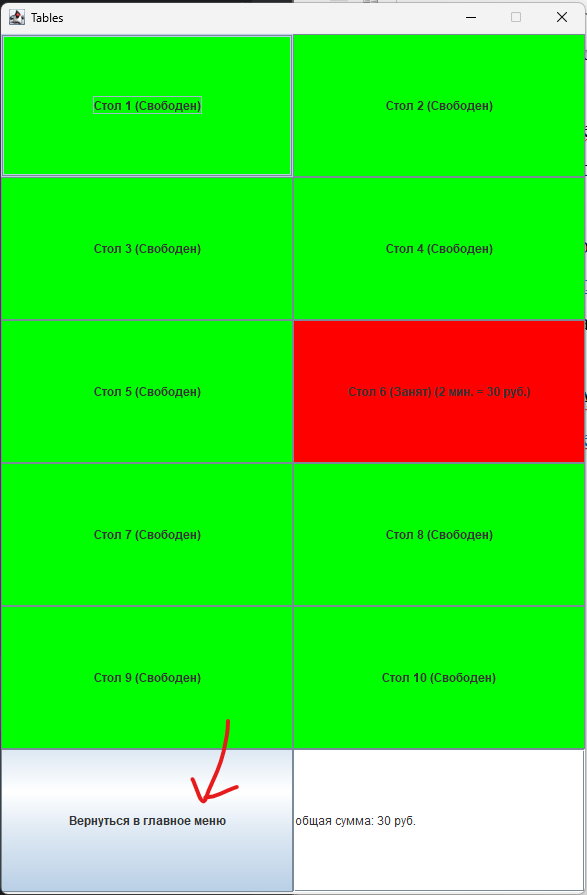 Tables
Стол 1 (Свободен)
Стол 2 (Свободен)
Стол 3 (Свободен)
Стол 4 (Свободен)
Стол 5 (Свободен)
Стол 6 (Занят) (2 мин. = 30 руб.)
Стол 7 (Свободен)
Стол 8 (Свободен)
Стол 9 (Свободен)
Стол 10 (Свободен)
Вернуться в главное меню
общая сумма: 30 руб.